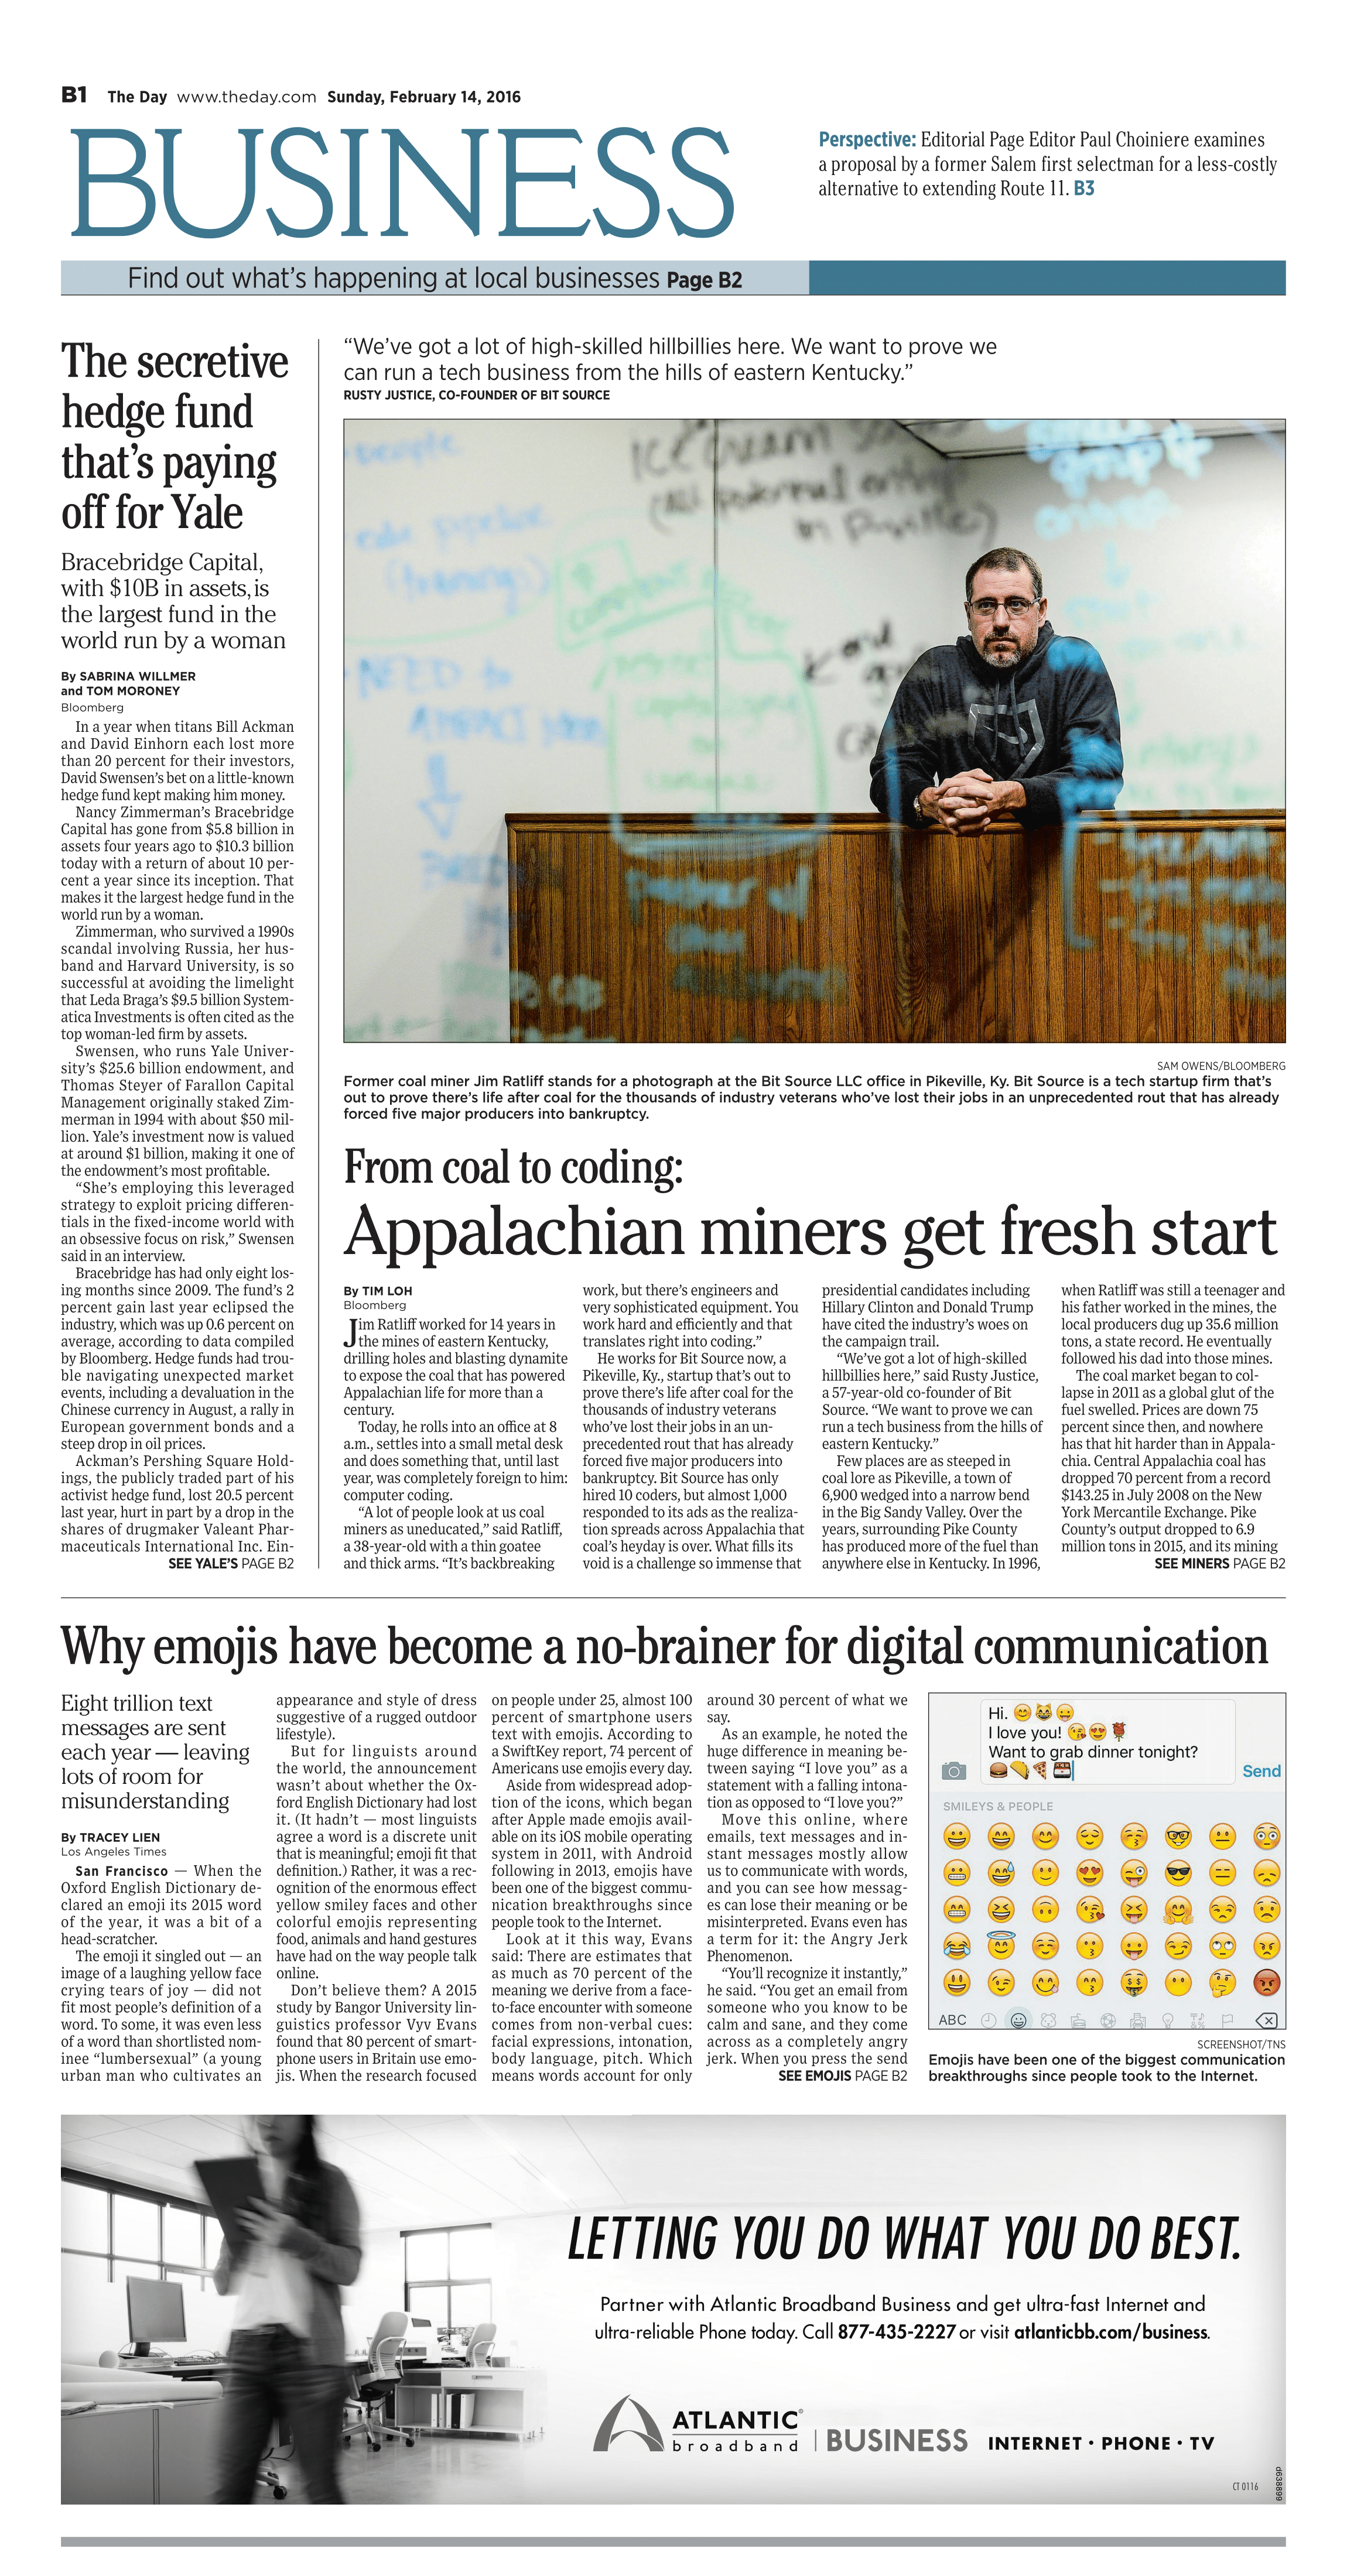 B1 The Day www.theday.com Sunday, February 14, 2016
BUSINESS
Perspective: Editorial Page Editor Paul Choiniere examines
a proposal by a former Salem first selectman for a less-costly
alternative to extending Route 11. B3
Find out what's happening at local businesses Page B2
The secretive
hedge fund
that's paying
off for Yale
Bracebridge Capital,
with $10B in assets, is
the largest fund in the
world run by a woman
By SABRINA WILLMER
and TOM MORONEY
Bloomberg
In a year when titans Bill Ackman
and David Einhorn each lost more
than 20 percent for their investors,
David Swensen's bet on a little-known
hedge fund kept making him money.
Nancy Zimmerman's Bracebridge
Capital has gone from $5.8 billion in
assets four years ago to $10.3 billion
today with a return of about 10 per-
cent a year since its inception. That
makes it the largest hedge fund in the
world run by a woman.
Zimmerman, who survived a 1990s
scandal involving Russia, her hus-
band and Harvard University, is so
successful at avoiding the limelight
that Leda Braga's $9.5 billion System-
atica Investments is often cited as the
top woman-led firm by assets.
Swensen, who runs Yale Univer-
sity's $25.6 billion endowment, and
Thomas Steyer of Farallon Capital
Management originally staked Zim-
merman in 1994 with about $50 mil-
lion. Yale's investment now is valued
at around $1 billion, making it one of
the endowment's most profitable.
"She's employing this leveraged
strategy to exploit pricing differen-
tials in the fixed-income world with
an obsessive focus on risk," Swensen
said in an interview.
Bracebridge has had only eight los-
ing months since 2009. The fund's 2
percent gain last year eclipsed the
industry, which was up 0.6 percent on
average, according to data compiled
by Bloomberg. Hedge funds had trou-
ble navigating unexpected market
events, including a devaluation in the
Chinese currency in August, a rally in
European government bonds and a
steep drop in oil prices.
Ackman's Pershing Square Hold-
ings, the publicly traded part of his
activist hedge fund, lost 20.5 percent
last year, hurt in part by a drop in the
shares of drugmaker Valeant Phar-
maceuticals International Inc. Ein-
SEE YALE'S PAGE B2
"We've got a lot of high-skilled hillbillies here. We want to prove we
can run a tech business from the hills of eastern Kentucky."
RUSTY JUSTICE, CO-FOUNDER OF BIT SOURCE
people
ICE cream
NEED to
SAM OWENS/BLOOMBERG
Former coal miner Jim Ratliff stands for a photograph at the Bit Source LLC office in Pikeville, Ky. Bit Source is a tech startup firm that's
out to prove there's life after coal for the thousands of industry veterans who've lost their jobs in an unprecedented rout that has already
forced five major producers into bankruptcy.
From coal to coding:
Appalachian miners get fresh start
By TIM LOH
Bloomberg
Jim Ratliff worked for 14 years in
the mines of eastern Kentucky,
drilling holes and blasting dynamite
to expose the coal that has powered
Appalachian life for more than a
century.
Today, he rolls into an office at 8
a.m., settles into a small metal desk
and does something that, until last
year, was completely foreign to him:
computer coding.
"A lot of people look at us coal
miners as uneducated," said Ratliff,
a 38-year-old with a thin goatee
and thick arms. "It's backbreaking
work, but there's engineers and
very sophisticated equipment. You
work hard and efficiently and that
translates right into coding."
He works for Bit Source now, a
Pikeville, Ky., startup that's out to
prove there's life after coal for the
thousands of industry veterans
who've lost their jobs in an un-
precedented rout that has already
forced five major producers into
bankruptcy. Bit Source has only
hired 10 coders, but almost 1,000
responded to its ads as the realiza-
tion spreads across Appalachia that
coal's heyday is over. What fills its
void is a challenge so immense that
presidential candidates including
Hillary Clinton and Donald Trump
have cited the industry's woes on
the campaign trail.
"We've got a lot of high-skilled
hillbillies here," said Rusty Justice,
a 57-year-old co-founder of Bit
Source. "We want to prove we can
run a tech business from the hills of
eastern Kentucky."
Few places are as steeped in
coal lore as Pikeville, a town of
6,900 wedged into a narrow bend
in the Big Sandy Valley. Over the
years, surrounding Pike County
has produced more of the fuel than
anywhere else in Kentucky. In 1996,
when Ratliff was still a teenager and
his father worked in the mines, the
local producers dug up 35.6 million
tons, a state record. He eventually
followed his dad into those mines.
The coal market began to col-
lapse in 2011 as a global glut of the
fuel swelled. Prices are down 75
percent since then, and nowhere
has that hit harder than in Appala-
chia. Central Appalachia coal has
dropped 70 percent from a record
$143.25 in July 2008 on the New
York Mercantile Exchange. Pike
County's output dropped to 6.9
million tons in 2015, and its mining
SEE MINERS PAGE B2
Why emojis have become a no-brainer for digital communication
Eight trillion text
messages are sent
each year — leaving
lots of room for
misunderstanding
By TRACEY LIEN
Los Angeles Times
San Francisco — When the
Oxford English Dictionary de-
clared an emoji its 2015 word
of the year, it was a bit of a
head-scratcher.
The emoji it singled out — an
image of a laughing yellow face
crying tears of joy — did not
fit most people's definition of a
word. To some, it was even less
of a word than shortlisted nom-
inee "lumbersexual" (a young
urban man who cultivates an
appearance and style of dress
suggestive of a rugged outdoor
lifestyle).
But for linguists around
the world, the announcement
wasn't about whether the Ox-
ford English Dictionary had lost
it. (It hadn't — most linguists
agree a word is a discrete unit
that is meaningful; emoji fit that
definition.) Rather, it was a rec-
ognition of the enormous effect
yellow smiley faces and other
colorful emojis representing
food, animals and hand gestures
have had on the way people talk
online.
Don't believe them? A 2015
study by Bangor University lin-
guistics professor Vyv Evans
found that 80 percent of smart-
phone users in Britain use emo-
jis. When the research focused
on people under 25, almost 100
percent of smartphone users
text with emojis. According to
a SwiftKey report, 74 percent of
Americans use emojis every day.
Aside from widespread adop-
tion of the icons, which began
after Apple made emojis avail-
able on its iOS mobile operating
system in 2011, with Android
following in 2013, emojis have
been one of the biggest commu-
nication breakthroughs since
people took to the Internet.
Look at it this way, Evans
said: There are estimates that
as much as 70 percent of the
meaning we derive from a face-
to-face encounter with someone
comes from non-verbal cues:
facial expressions, intonation,
body language, pitch. Which
means words account for only
around 30 percent of what we
say.
As an example, he noted the
huge difference in meaning be-
tween saying "I love you" as a
statement with a falling intona-
tion as opposed to "I love you?"
Move this online, where
emails, text messages and in-
stant messages mostly allow
us to communicate with words,
and you can see how messag-
es can lose their meaning or be
misinterpreted. Evans even has
a term for it: the Angry Jerk
Phenomenon.
"You'll recognize it instantly,"
he said. "You get an email from
someone who you know to be
calm and sane, and they come
across as a completely angry
jerk. When you press the send
SEE EMOJIS PAGE B2
Hi.
I love you!
Want to grab dinner tonight?
Send
SMILEYS & PEOPLE
ABC
SCREENSHOT/TNS
Emojis have been one of the biggest communication
breakthroughs since people took to the Internet.
LETTING YOU DO WHAT YOU DO BEST.
Partner with Atlantic Broadband Business and get ultra-fast Internet and
ultra-reliable Phone today. Call 877-435-2227 or visit atlanticbb.com/business.
ATLANTIC®
broadband | BUSINESS INTERNET • PHONE • TV
CT 0116
d638899